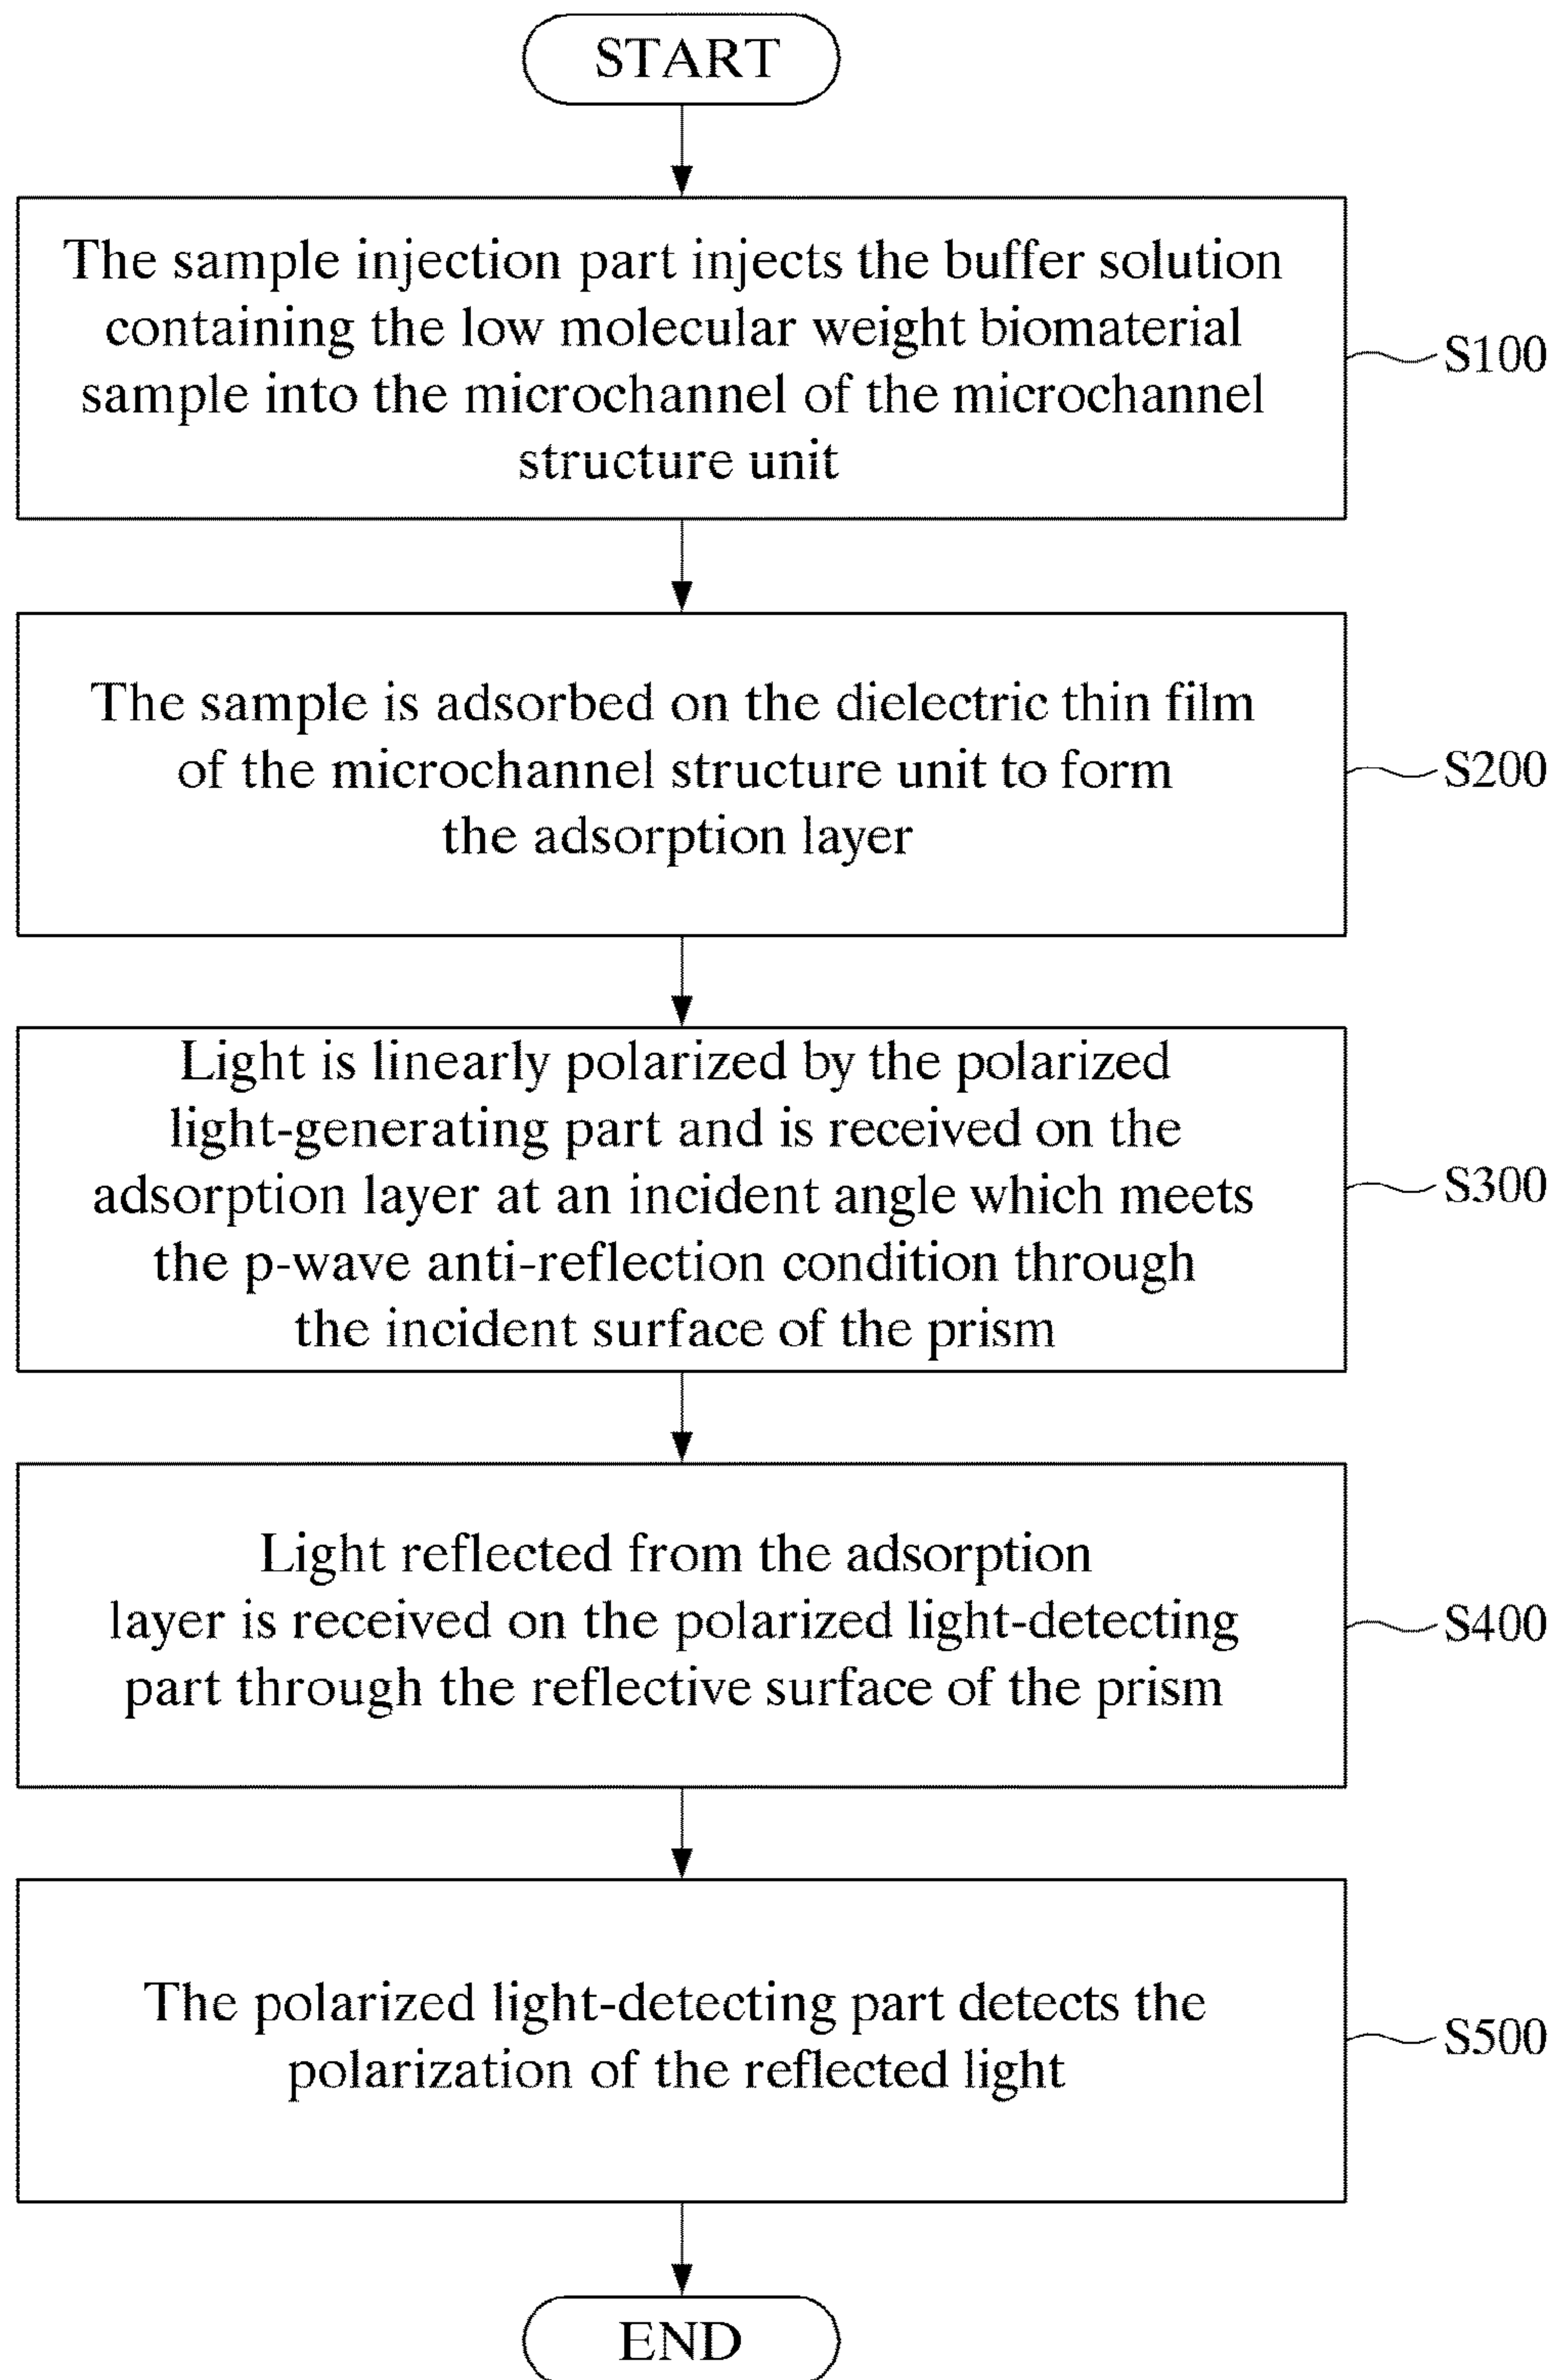 START
The sample injection part injects the buffer solution
containing the low molecular weight biomaterial
sample into the microchannel of the microchannel
structure unit
S100
The sample is adsorbed on the dielectric thin film
of the microchannel structure unit to form
the adsorption layer
S200
Light is linearly polarized by the polarized
light-generating part and is received on the
adsorption layer at an incident angle which meets
the p-wave anti-reflection condition through
the incident surface of the prism
S300
Light reflected from the adsorption
layer is received on the polarized light-detecting
part through the reflective surface of the prism
S400
The polarized light-detecting part detects the
polarization of the reflected light
S500
END